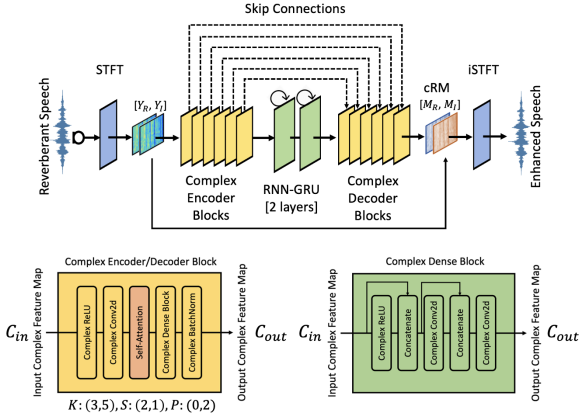 Skip Connections
STFT
iSTFT
cRM
[Y_R, Y_I]
[M_R, M_I]
Reverberant Speech
Enhanced Speech
Complex
Encoder
Blocks
RNN-GRU
[2 layers]
Complex
Decoder
Blocks
Complex Encoder/Decoder Block
Input Complex Feature Map
C_in
Complex ReLU
Complex Conv2d
Self-Attention
Complex Dense Block
Complex BatchNorm
C_out
Output Complex Feature Map
K: (3,5), S: (2,1), P: (0,2)
Complex Dense Block
Input Complex Feature Map
C_in
Complex ReLU
Concatenate
Complex Conv2d
Concatenate
Complex Conv2d
C_out
Output Complex Feature Map